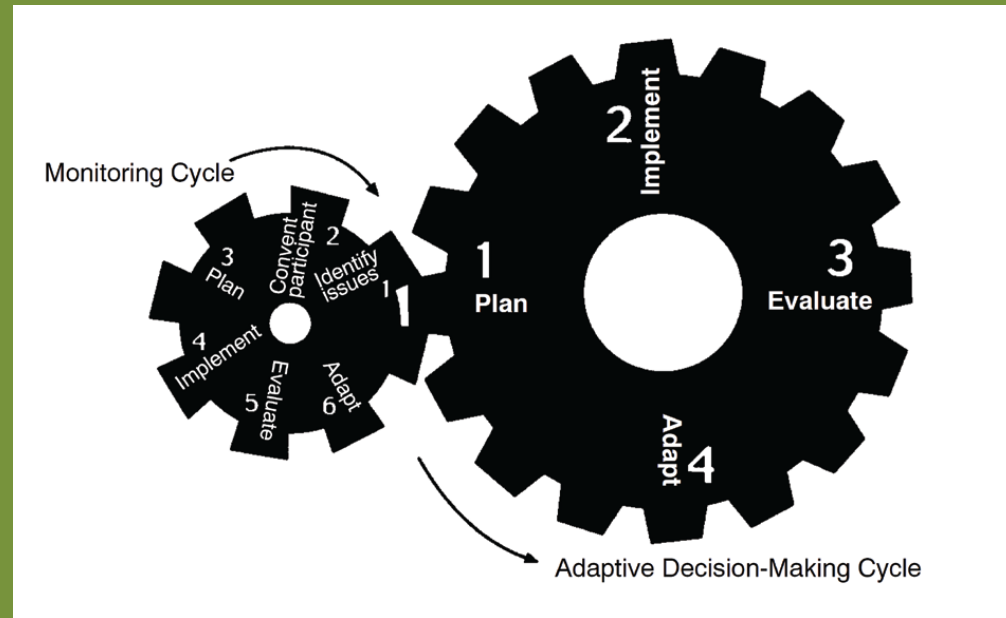 Monitoring Cycle
1
Identify
issues
2
Convent
participant
3
Plan
4
Implement
5
Evaluate
6
Adapt
1
1
Plan
2
Implement
3
Evaluate
4
Adapt
Adaptive Decision-Making Cycle